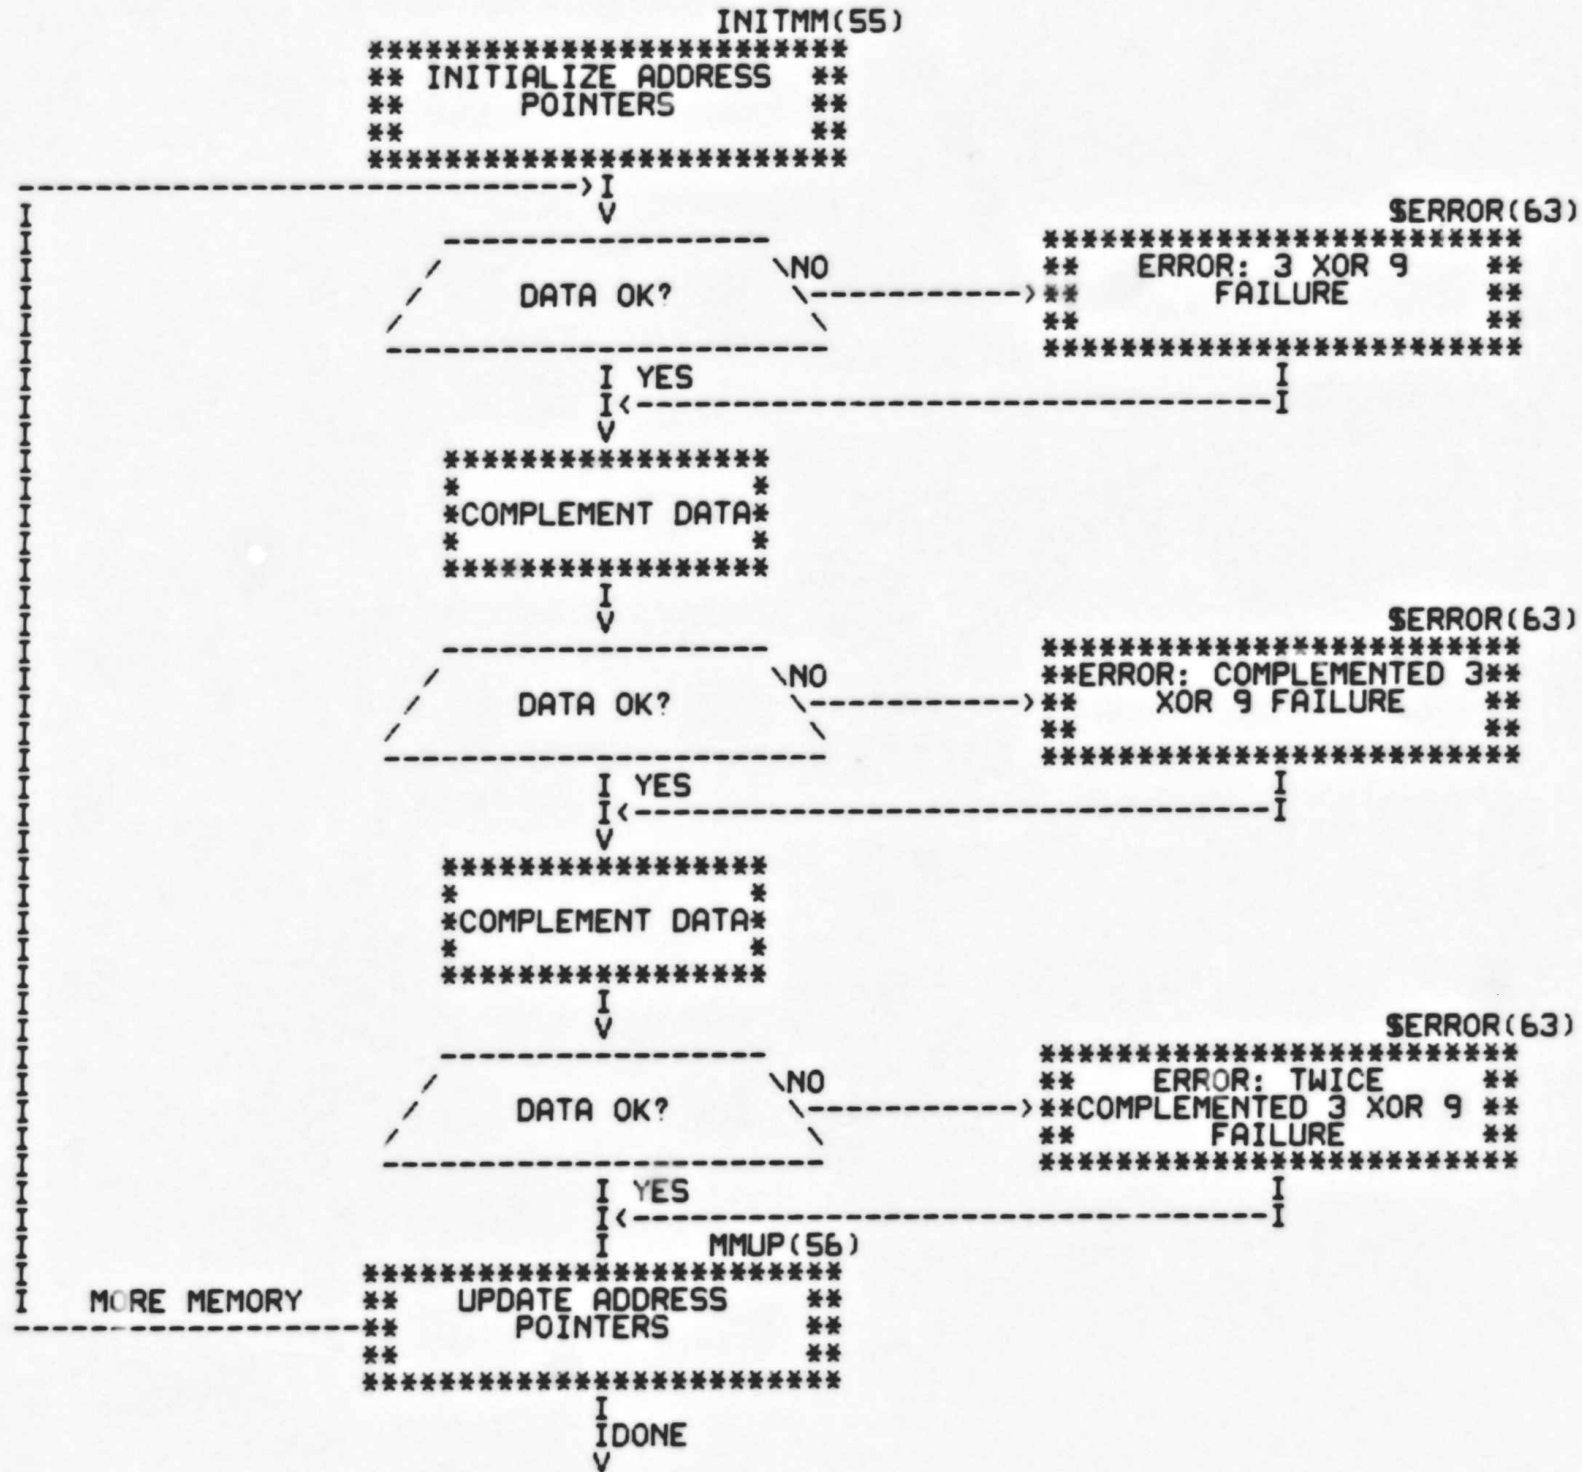 INITMM(55)
INITIALIZE ADDRESS
POINTERS
$ERROR(63)
DATA OK?
NO
ERROR: 3 XOR 9
FAILURE
YES
COMPLEMENT DATA
$ERROR(63)
DATA OK?
NO
ERROR: COMPLEMENTED 3
XOR 9 FAILURE
YES
COMPLEMENT DATA
$ERROR(63)
DATA OK?
NO
ERROR: TWICE
COMPLEMENTED 3 XOR 9
FAILURE
YES
MMUP(56)
MORE MEMORY
UPDATE ADDRESS
POINTERS
DONE